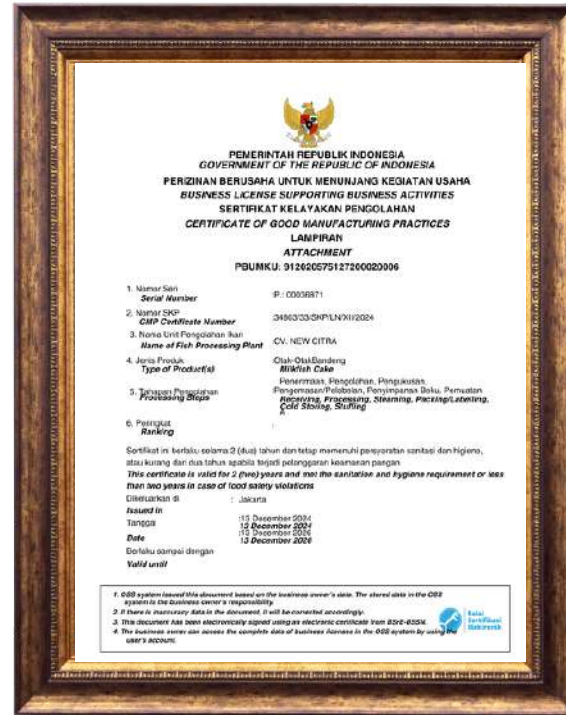 PEMERINTAH REPUBLIK INDONESIA
GOVERNMENT OF THE REPUBLIC OF INDONESIA
PERIZINAN BERUSAHA UNTUK MENUNJANG KEGIATAN USAHA
BUSINESS LICENSE SUPPORTING BUSINESS ACTIVITIES
SERTIFIKAT KELAYAKAN PENGOLAHAN
CERTIFICATE OF GOOD MANUFACTURING PRACTICES
LAMPIRAN
ATTACHMENT
PBUMKU: 912020575127200020006
1. Nomor Seri
Serial Number :P.: 00036871
2. Nomor SKP
GMP Certificate Number :34863/33/SKP/LN/XII/2024
3. Nama Unit Pengolahan Ikan
Name of Fish Processing Plant :CV. NEW CITRA
4. Jenis Produk :Otak-OtakBandeng
Type of Product(s) Milkfish Cake
5. Tahapan Pengolahan
Processing Steps
Penerimaan, Pengolahan, Pengukusan,
:Pengemasan/Pelabelan, Penyimpanan Beku, Pemuatan
Receiving, Processing, Steaming, Packing/Labelling,
Cold Storing, Stuffing
6. Peringkat :
Ranking
Sertifikat ini berlaku selama 2 (dua) tahun dan tetap memenuhi persyaratan sanitasi dan higiene,
atau kurang dari dua tahun apabila terjadi pelanggaran keamanan pangan
This certificate is valid for 2 (two) years and met the sanitation and hygiene requirement or less
than two years in case of food safety violations
Dikeluarkan di : Jakarta
Issued in
Tanggal :13 Desember 2024
13 December 2024
Date :13 Desember 2026
13 December 2026
Berlaku sampai dengan
Valid until
1. OSS system issued this document based on the business owner's data. The stored data in the OSS
system is the business owner's responsibility.
2. If there is inaccuracy data in the document, it will be corrected accordingly.
3. This document has been electronically signed using an electronic certificate from BSrE-BSSN.
4. The business owner can access the complete data of business licenses in the OSS system by using the
user's account.
Balai
Sertifikasi
Elektronik